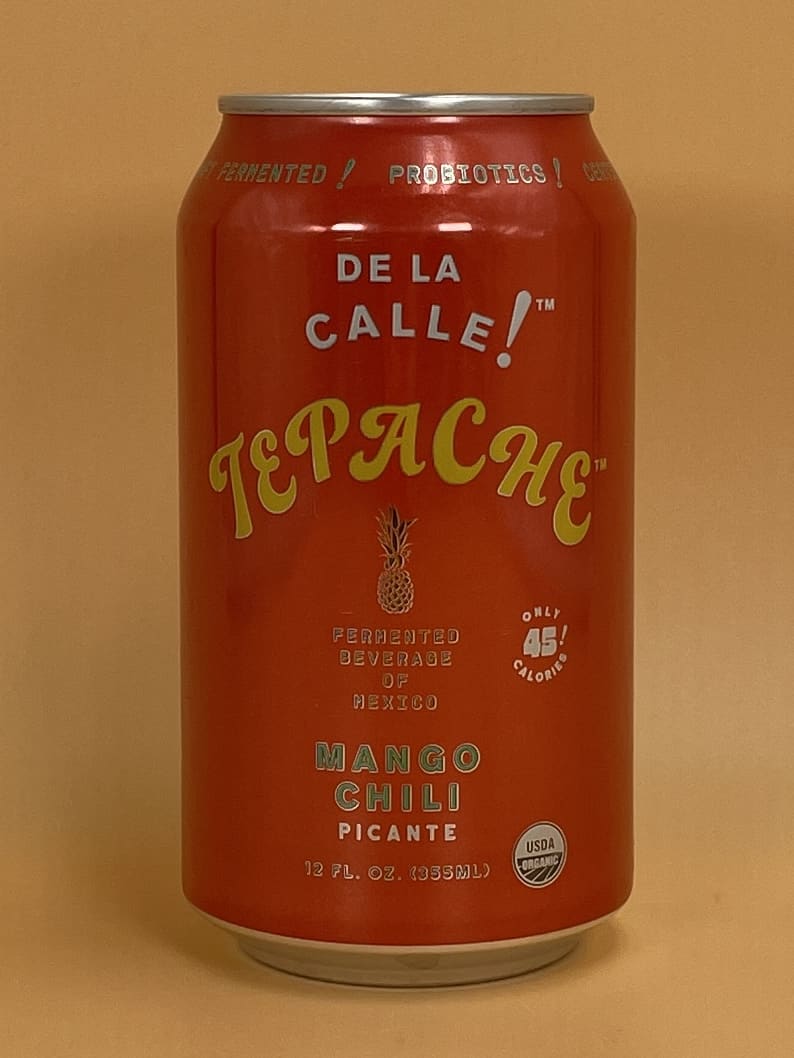 FERMENTED! PROBIOTICS!
DE LA
CALLE!™
TEPACHE™
FERMENTED
BEVERAGE
OF
MEXICO
ONLY
45!
CALORIES
MANGO
CHILI
PICANTE
12 FL. OZ. (355ML)
USDA
ORGANIC